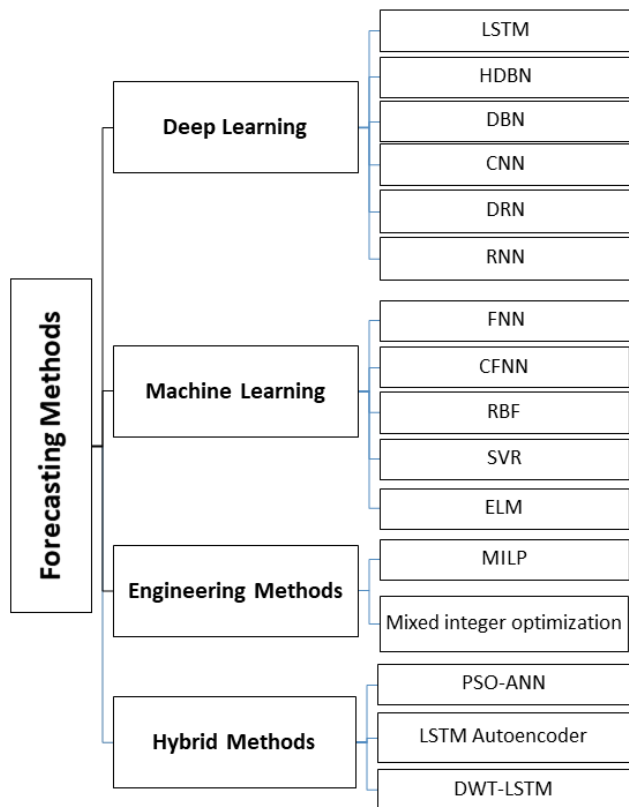 Forecasting Methods
Deep Learning
LSTM
HDBN
DBN
CNN
DRN
RNN
Machine Learning
FNN
CFNN
RBF
SVR
ELM
Engineering Methods
MILP
Mixed integer optimization
Hybrid Methods
PSO-ANN
LSTM Autoencoder
DWT-LSTM